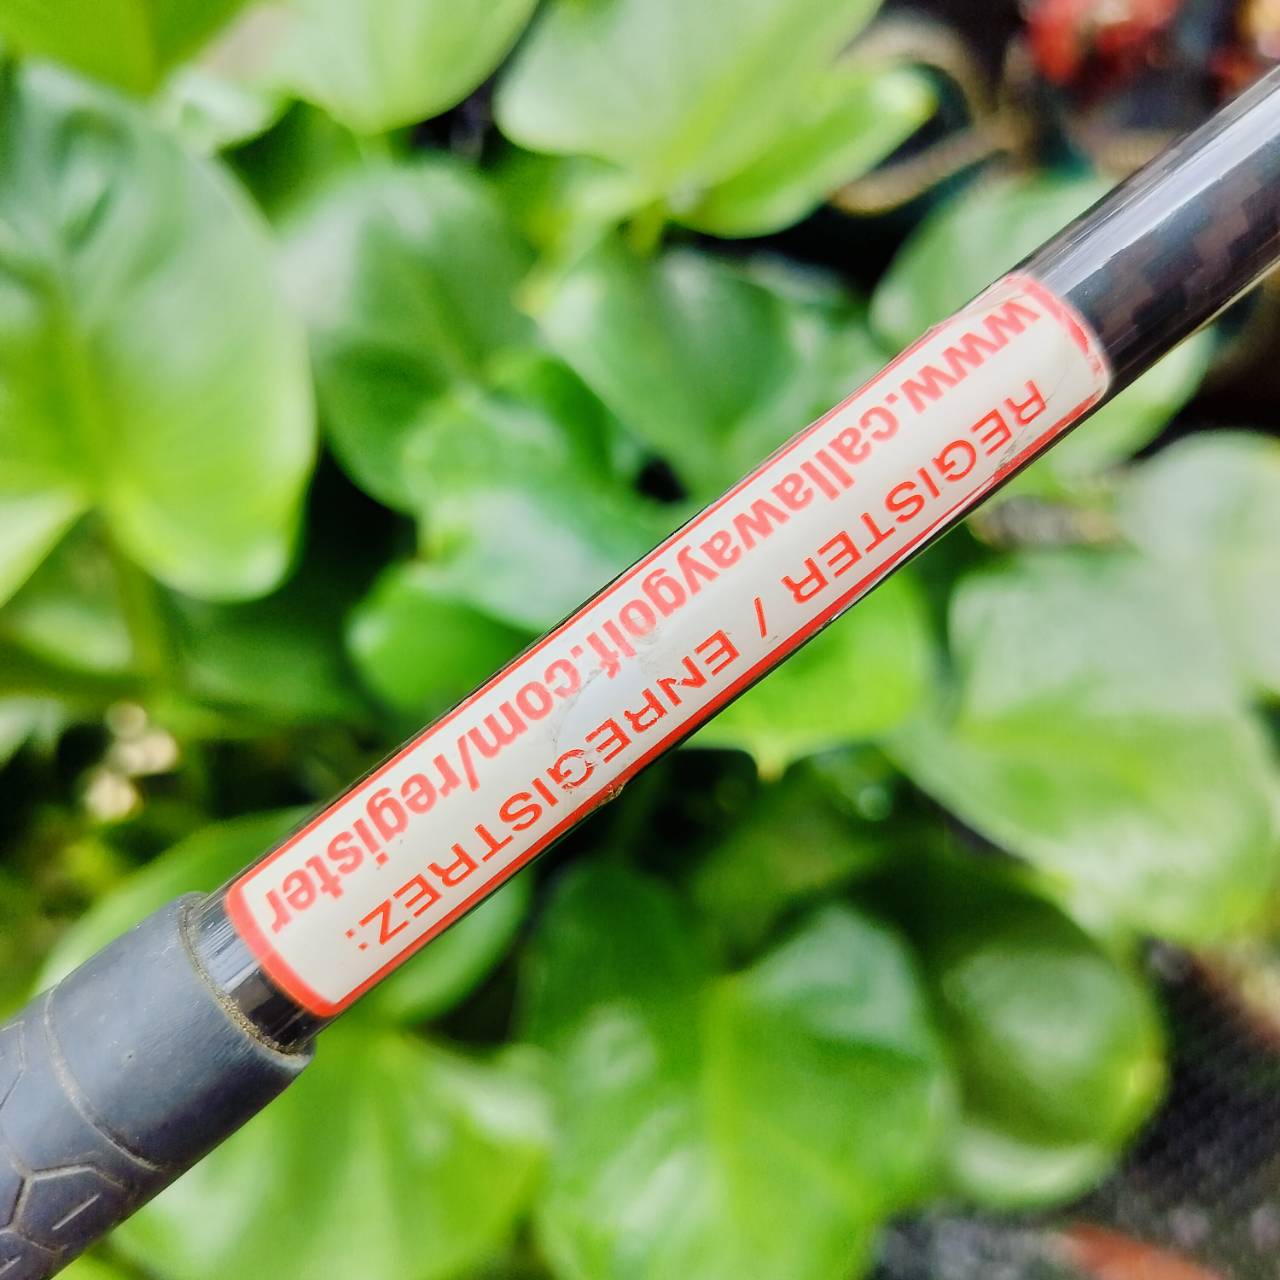 REGISTER / ENREGISTREZ:
www.callawaygolf.com/register